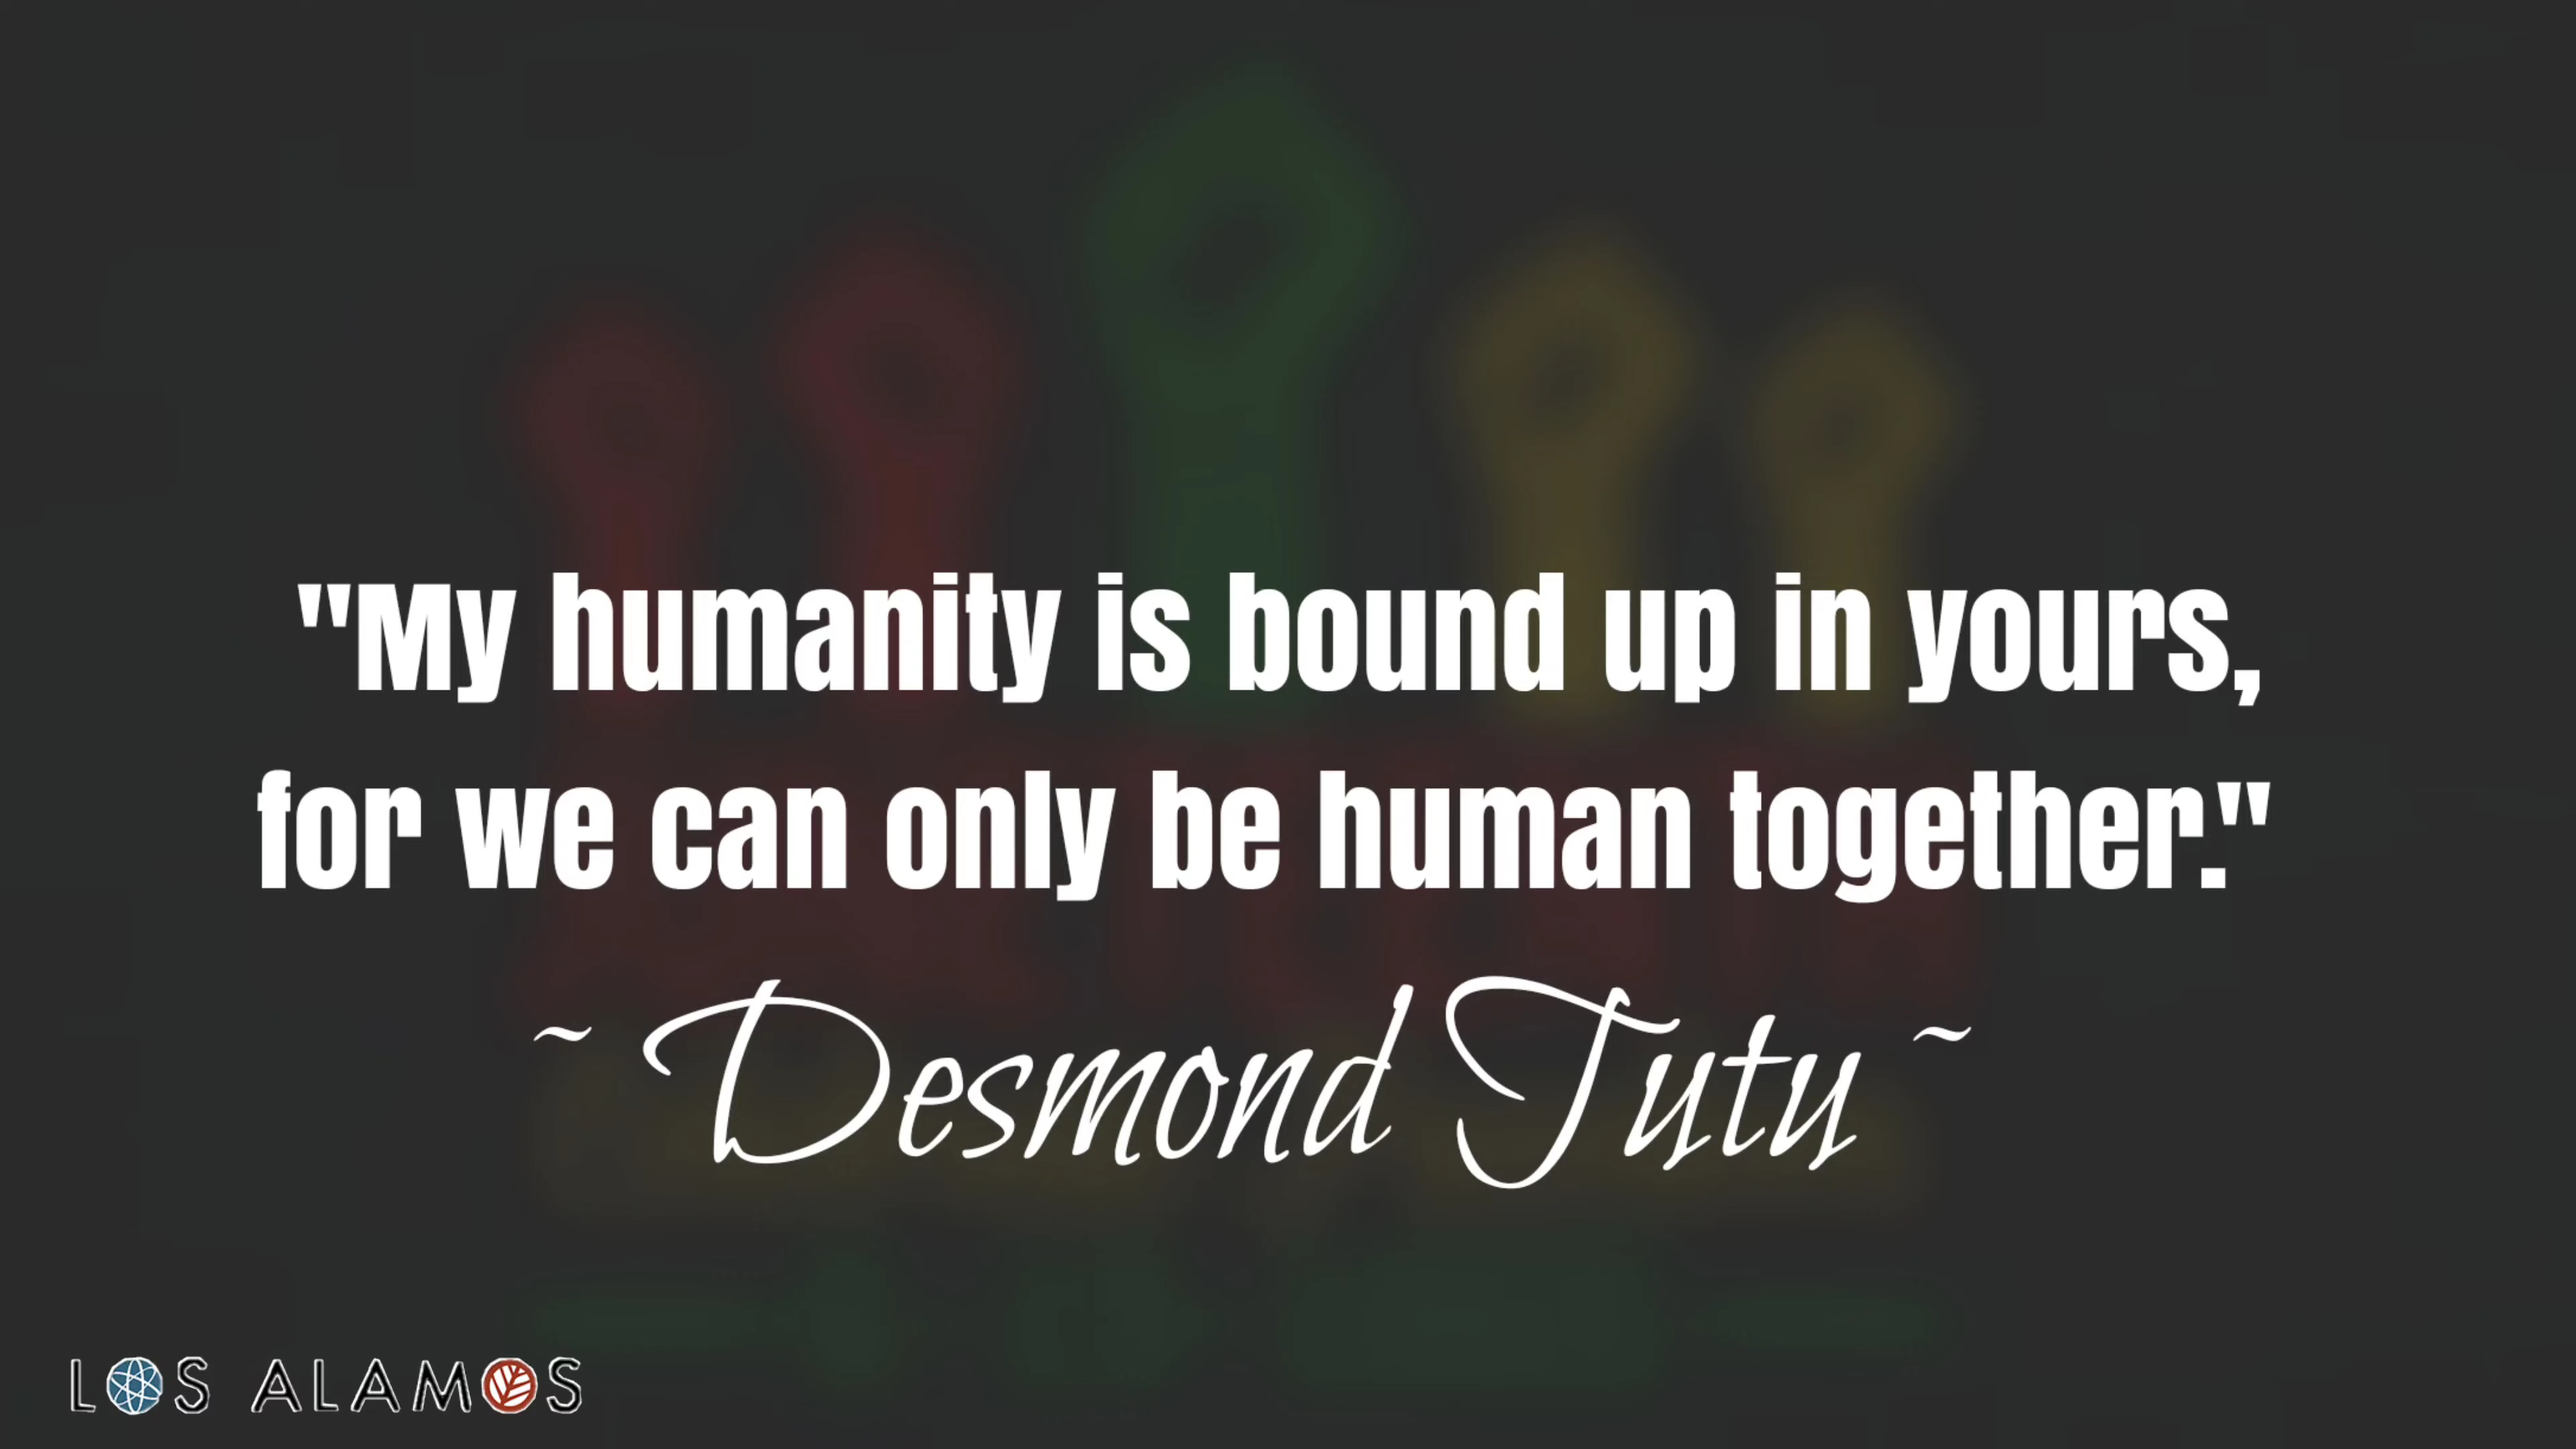 "My humanity is bound up in yours,
for we can only be human together."
~ Desmond Tutu ~
LOS ALAMOS